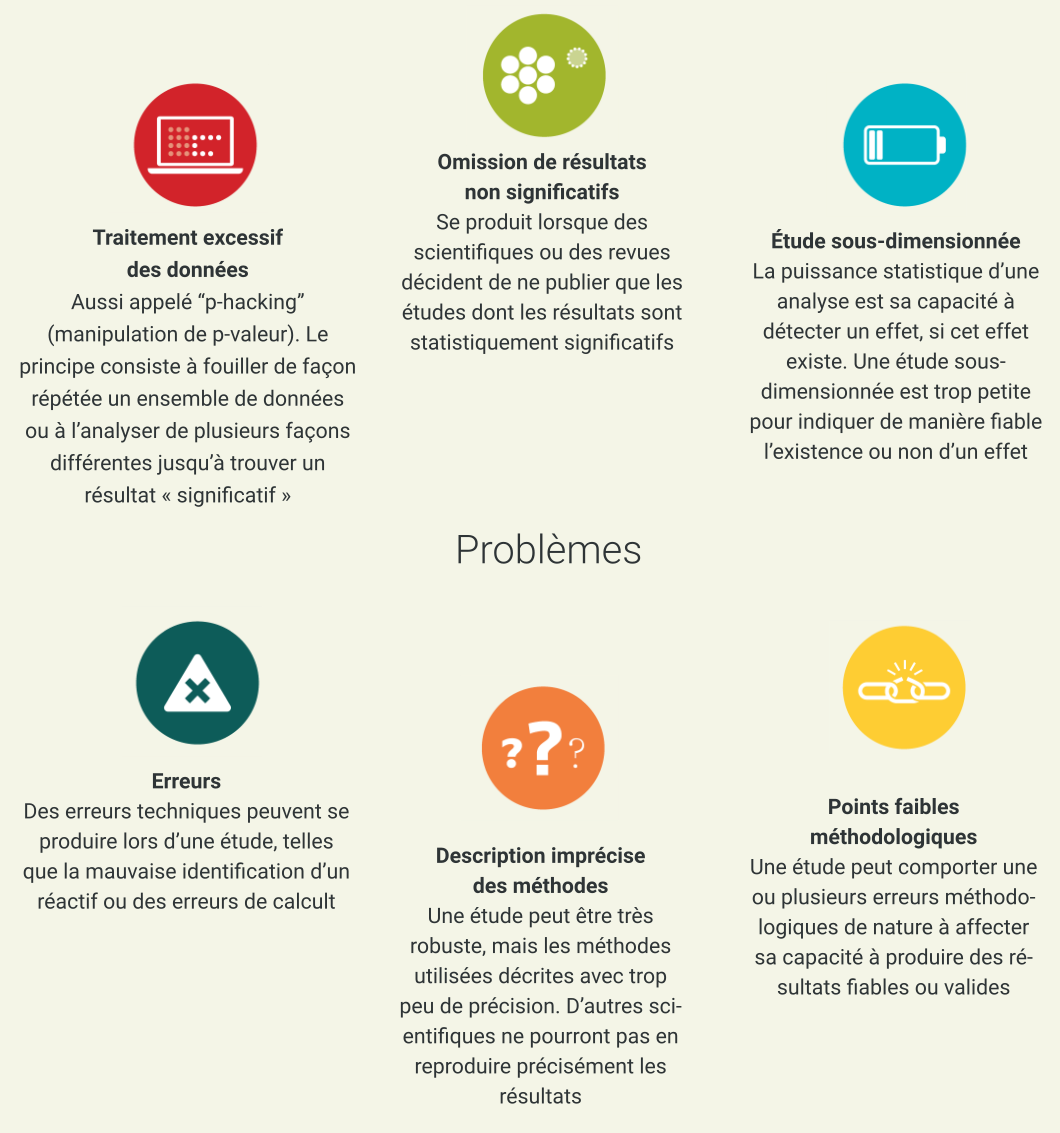 Traitement excessif
des données
Aussi appelé “p-hacking”
(manipulation de p-valeur). Le
principe consiste à fouiller de façon
répétée un ensemble de données
ou à l’analyser de plusieurs façons
différentes jusqu’à trouver un
résultat « significatif »
Omission de résultats
non significatifs
Se produit lorsque des
scientifiques ou des revues
décident de ne publier que les
études dont les résultats sont
statistiquement significatifs
Étude sous-dimensionnée
La puissance statistique d’une
analyse est sa capacité à
détecter un effet, si cet effet
existe. Une étude sous-
dimensionnée est trop petite
pour indiquer de manière fiable
l’existence ou non d’un effet
Problèmes
Erreurs
Des erreurs techniques peuvent se
produire lors d’une étude, telles
que la mauvaise identification d’un
réactif ou des erreurs de calcult
???
Description imprécise
des méthodes
Une étude peut être très
robuste, mais les méthodes
utilisées décrites avec trop
peu de précision. D’autres sci-
entifiques ne pourront pas en
reproduire précisément les
résultats
Points faibles
méthodologiques
Une étude peut comporter une
ou plusieurs erreurs méthodo-
logiques de nature à affecter
sa capacité à produire des ré-
sultats fiables ou valides